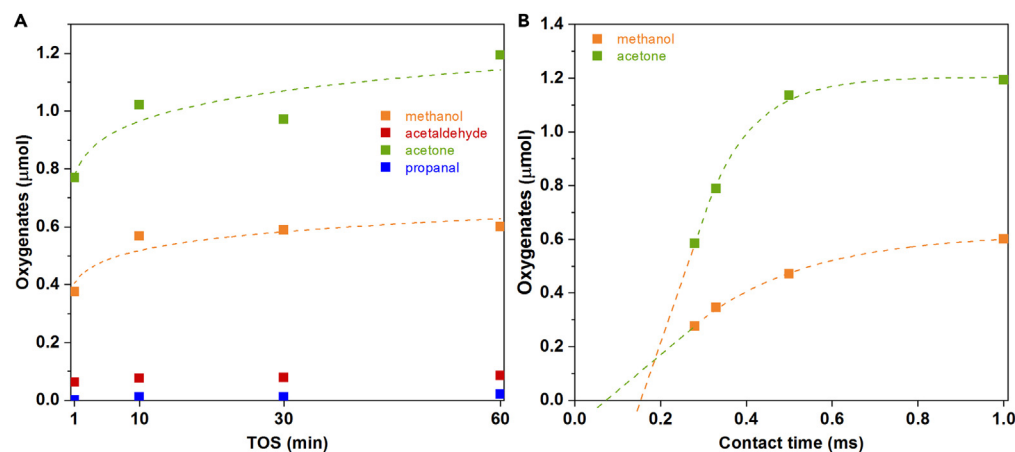 A
Oxygenates (μmol)
1.2
1.0
0.8
0.6
0.4
0.2
0.0
methanol
acetaldehyde
acetone
propanal
1 10 30 60
TOS (min)
B
Oxygenates (μmol)
1.4
1.2
1.0
0.8
0.6
0.4
0.2
0.0
methanol
acetone
0.0 0.2 0.4 0.6 0.8 1.0
Contact time (ms)